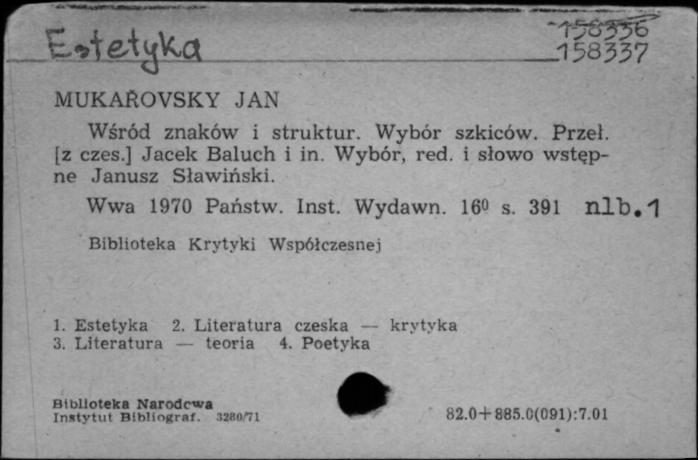 Estetyka
158336
158337
MUKAŘOVSKY JAN
Wśród znaków i struktur. Wybór szkiców. Przeł.
[z czes.] Jacek Baluch i in. Wybór, red. i słowo wstęp-
ne Janusz Sławiński.
Wwa 1970 Państw. Inst. Wydawn. 16⁰ s. 391 nlb.1
Biblioteka Krytyki Współczesnej
1. Estetyka 2. Literatura czeska — krytyka
3. Literatura — teoria 4. Poetyka
Biblioteka Narodowa
Instytut Bibliograf. 3280/71
82.0+885.0(091):7.01